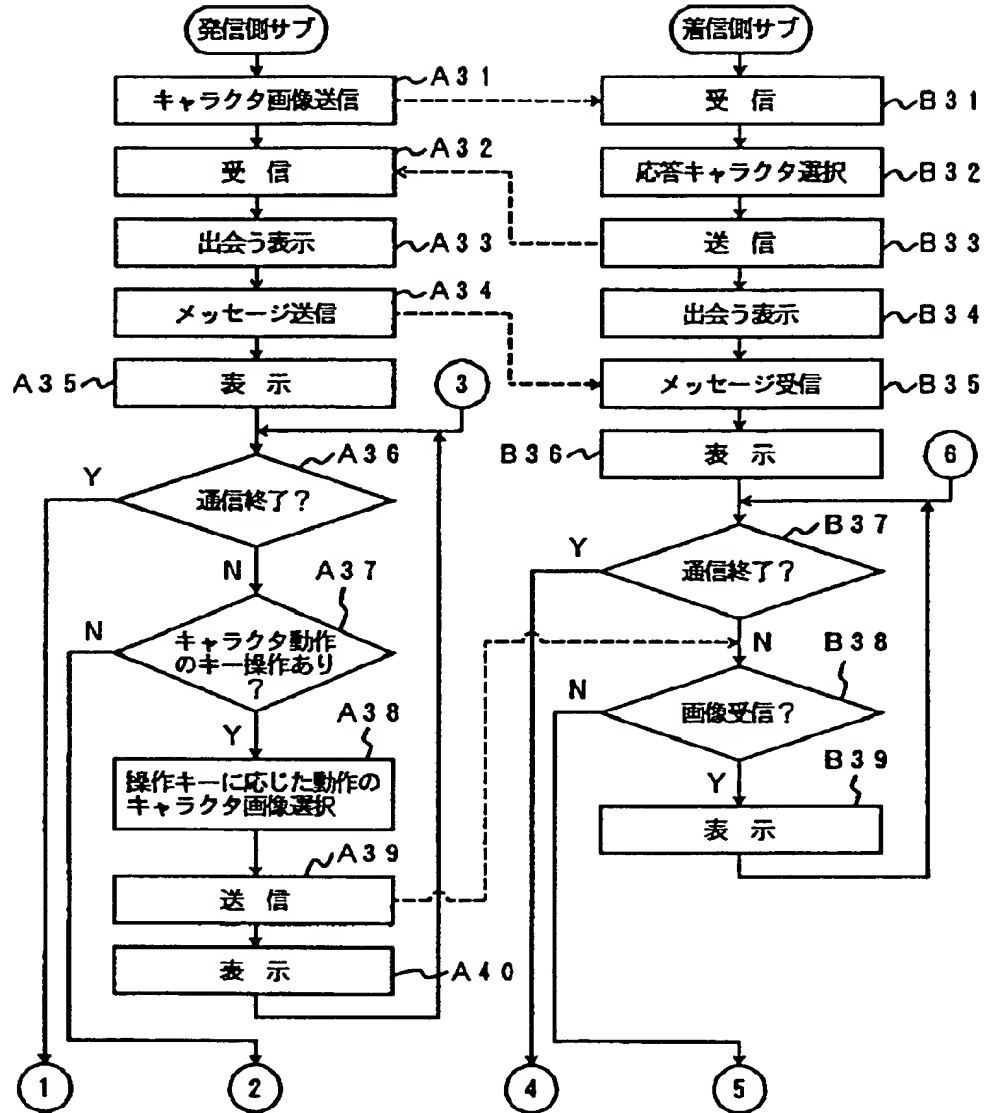 発信側サブ
キャラクタ画像送信
A31
受 信
A32
出会う表示
A33
メッセージ送信
A34
表 示
A35
3
通信終了?
A36
Y
N
キャラクタ動作
のキー操作あり
?
A37
N
Y
操作キーに応じた動作の
キャラクタ画像選択
A38
送 信
A39
表 示
A40
1
2
着信側サブ
受 信
B31
応答キャラクタ選択
B32
送 信
B33
出会う表示
B34
メッセージ受信
B35
表 示
B36
6
通信終了?
B37
Y
N
画像受信?
B38
N
Y
表 示
B39
4
5